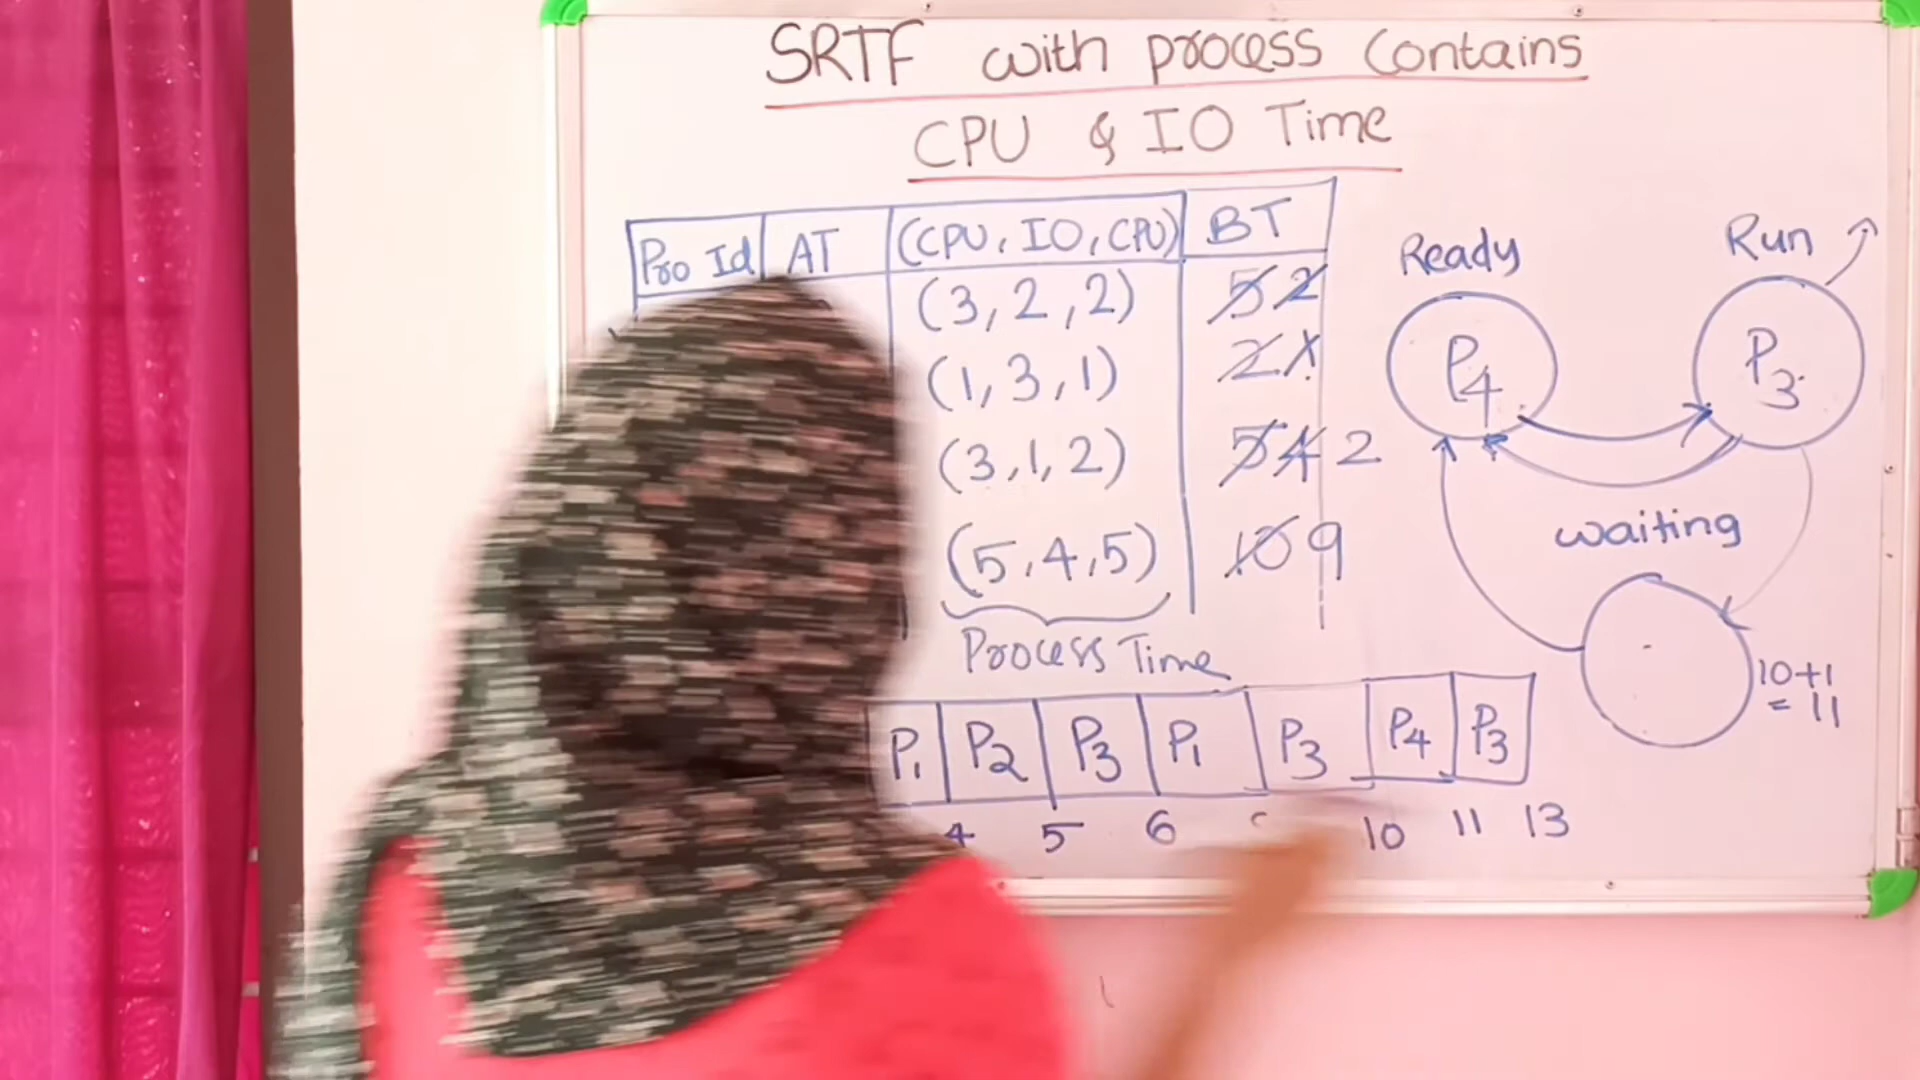 SRTF with process Contains
CPU & IO Time
Pro Id AT (CPU, IO, CPU) BT
(3, 2, 2) 5 2
(1, 3, 1) 2 1
(3, 1, 2) 5 4 2
(5, 4, 5) 10 9
Process Time
Ready
Run
P4
P3
waiting
10+1
= 11
P1 P2 P3 P1 P3 P4 P3
4 5 6 10 11 13